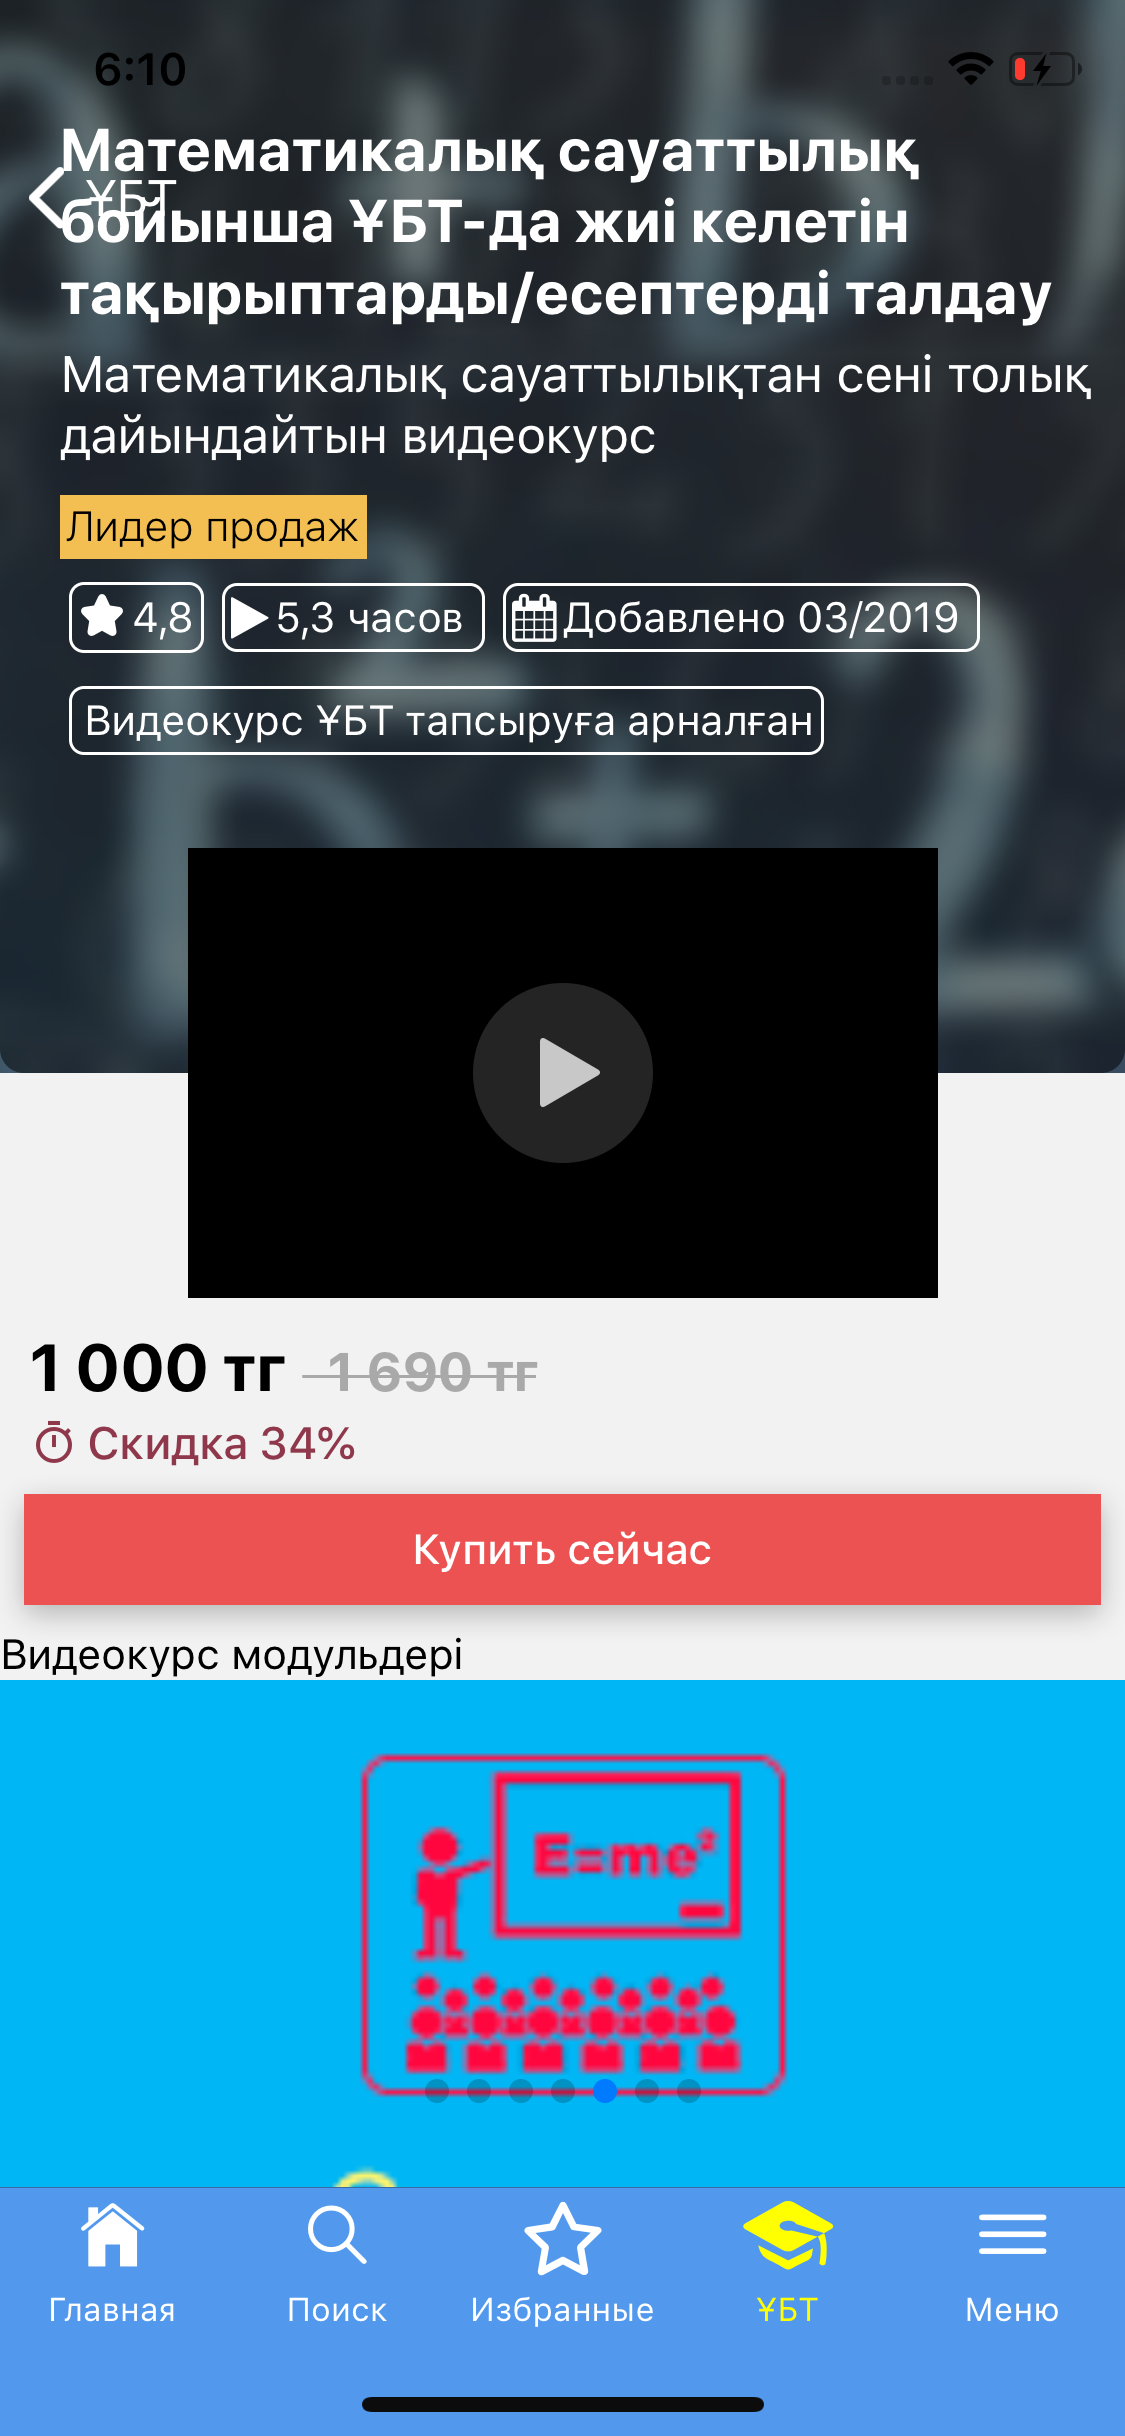 6:10
Математикалық сауаттылық
ҰБТ
бойынша ҰБТ-да жиі келетін
тақырыптарды/есептерді талдау
Математикалық сауаттылықтан сені толық
дайындайтын видеокурс
Лидер продаж
4,8
5,3 часов
Добавлено 03/2019
Видеокурс ҰБТ тапсыруға арналған
1 000 тг 1 690 тг
Скидка 34%
Купить сейчас
Видеокурс модульдері
E=me²
Главная
Поиск
Избранные
ҰБТ
Меню